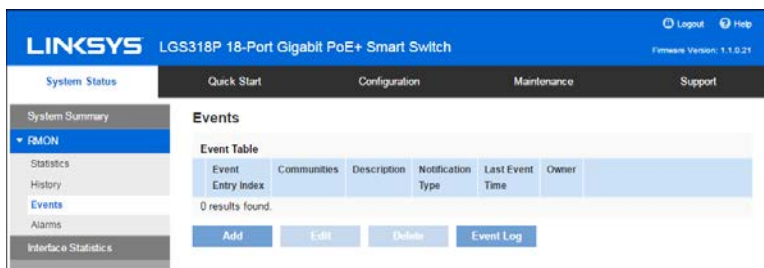 Logout Help
LINKSYS LGS318P 18-Port Gigabit PoE+ Smart Switch
Firmware Version: 1.1.0.21
System Status Quick Start Configuration Maintenance Support
System Summary
RMON
Statistics
History
Events
Alarms
Interface Statistics
Events
Event Table
Event Entry Index Communities Description Notification Type Last Event Time Owner
0 results found.
Add Edit Delete Event Log